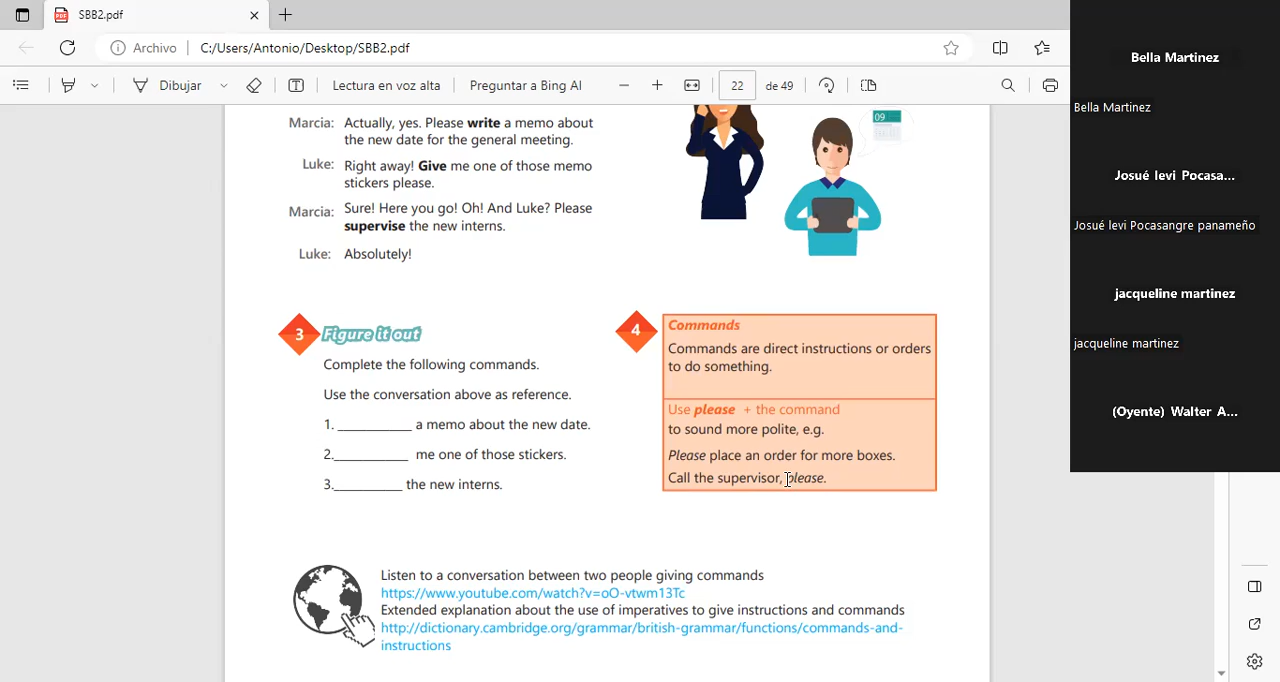 SBB2.pdf
Archivo
C:/Users/Antonio/Desktop/SBB2.pdf
Dibujar
Lectura en voz alta
Preguntar a Bing AI
22
de 49
Marcia: Actually, yes. Please write a memo about
the new date for the general meeting.
Luke: Right away! Give me one of those memo
stickers please.
Marcia: Sure! Here you go! Oh! And Luke? Please
supervise the new interns.
Luke: Absolutely!
09
3 Figure it out
Complete the following commands.
Use the conversation above as reference.
1. __________ a memo about the new date.
2.__________ me one of those stickers.
3._________ the new interns.
4
Commands
Commands are direct instructions or orders
to do something.
Use please + the command
to sound more polite, e.g.
Please place an order for more boxes.
Call the supervisor, please.
Listen to a conversation between two people giving commands
https://www.youtube.com/watch?v=oO-vtwm13Tc
Extended explanation about the use of imperatives to give instructions and commands
http://dictionary.cambridge.org/grammar/british-grammar/functions/commands-and-
instructions
Bella Martinez
Bella Martinez
Josué levi Pocasa...
Josué levi Pocasangre panameño
jacqueline martinez
jacqueline martinez
(Oyente) Walter A...